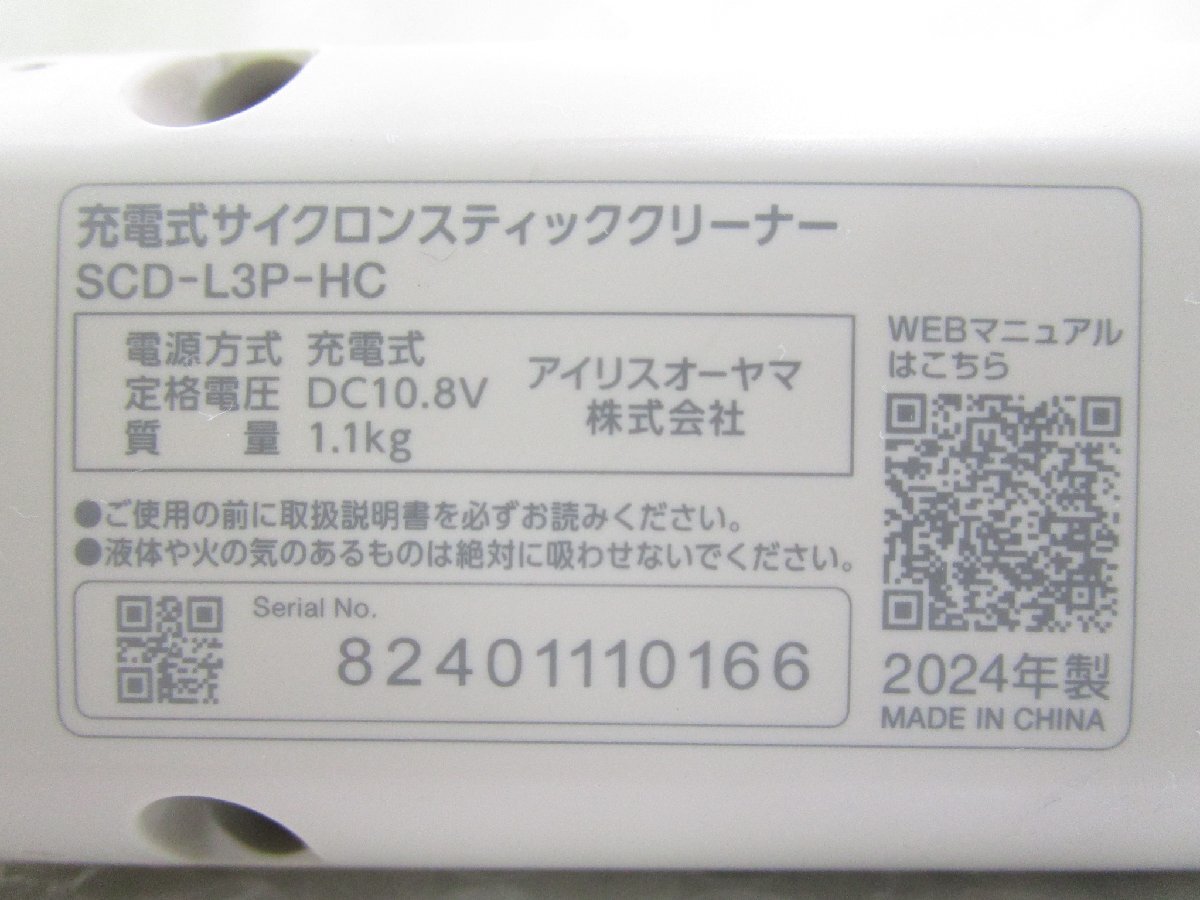 充電式サイクロンスティッククリーナー
SCD-L3P-HC
電源方式 充電式
定格電圧 DC10.8V
質 量 1.1kg
アイリスオーヤマ
株式会社
WEBマニュアル
はこちら
●ご使用の前に取扱説明書を必ずお読みください。
●液体や火の気のあるものは絶対に吸わせないでください。
Serial No.
82401110166
2024年製
MADE IN CHINA